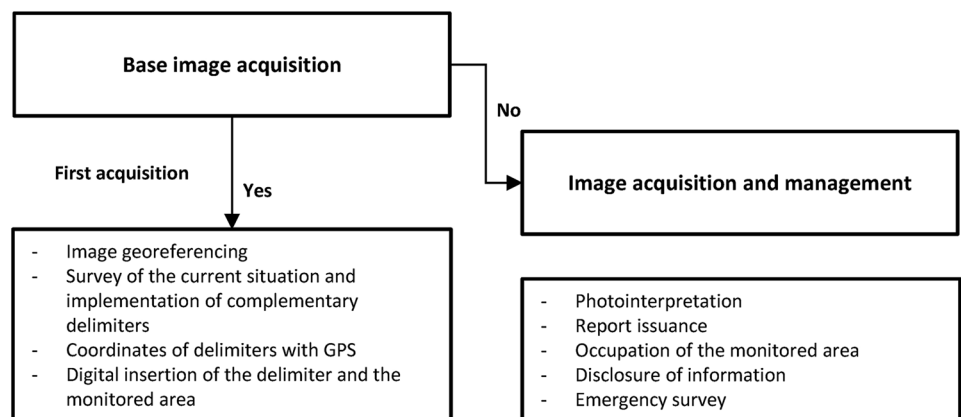 Base image acquisition
No
First acquisition
Yes
Image acquisition and management
- Image georeferencing
- Survey of the current situation and
implementation of complementary
delimiters
- Coordinates of delimiters with GPS
- Digital insertion of the delimiter and the
monitored area
- Photointerpretation
- Report issuance
- Occupation of the monitored area
- Disclosure of information
- Emergency survey